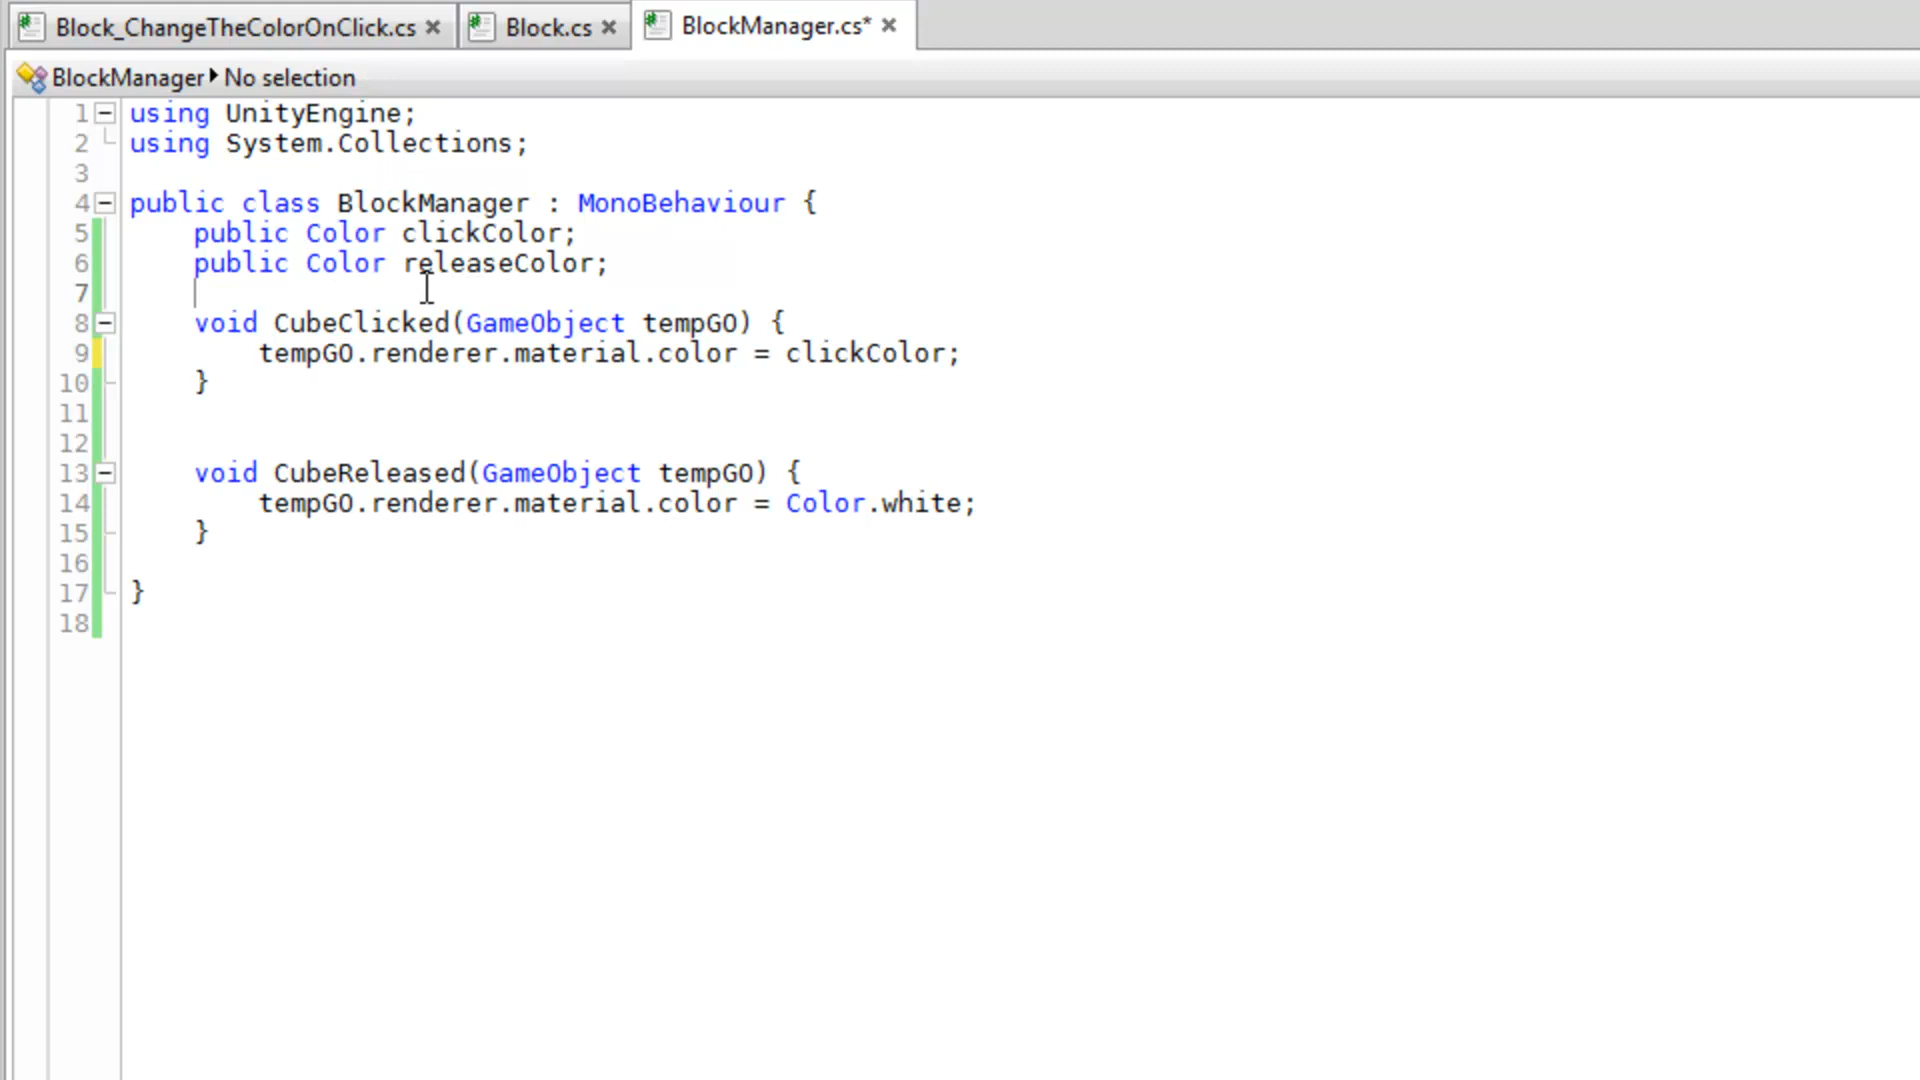 Block_ChangeTheColorOnClick.cs Block.cs BlockManager.cs*
BlockManager No selection
1 using UnityEngine;
2 using System.Collections;
3
4 public class BlockManager : MonoBehaviour {
5 public Color clickColor;
6 public Color releaseColor;
7
8 void CubeClicked(GameObject tempGO) {
9 tempGO.renderer.material.color = clickColor;
10 }
11
12
13 void CubeReleased(GameObject tempGO) {
14 tempGO.renderer.material.color = Color.white;
15 }
16
17 }
18